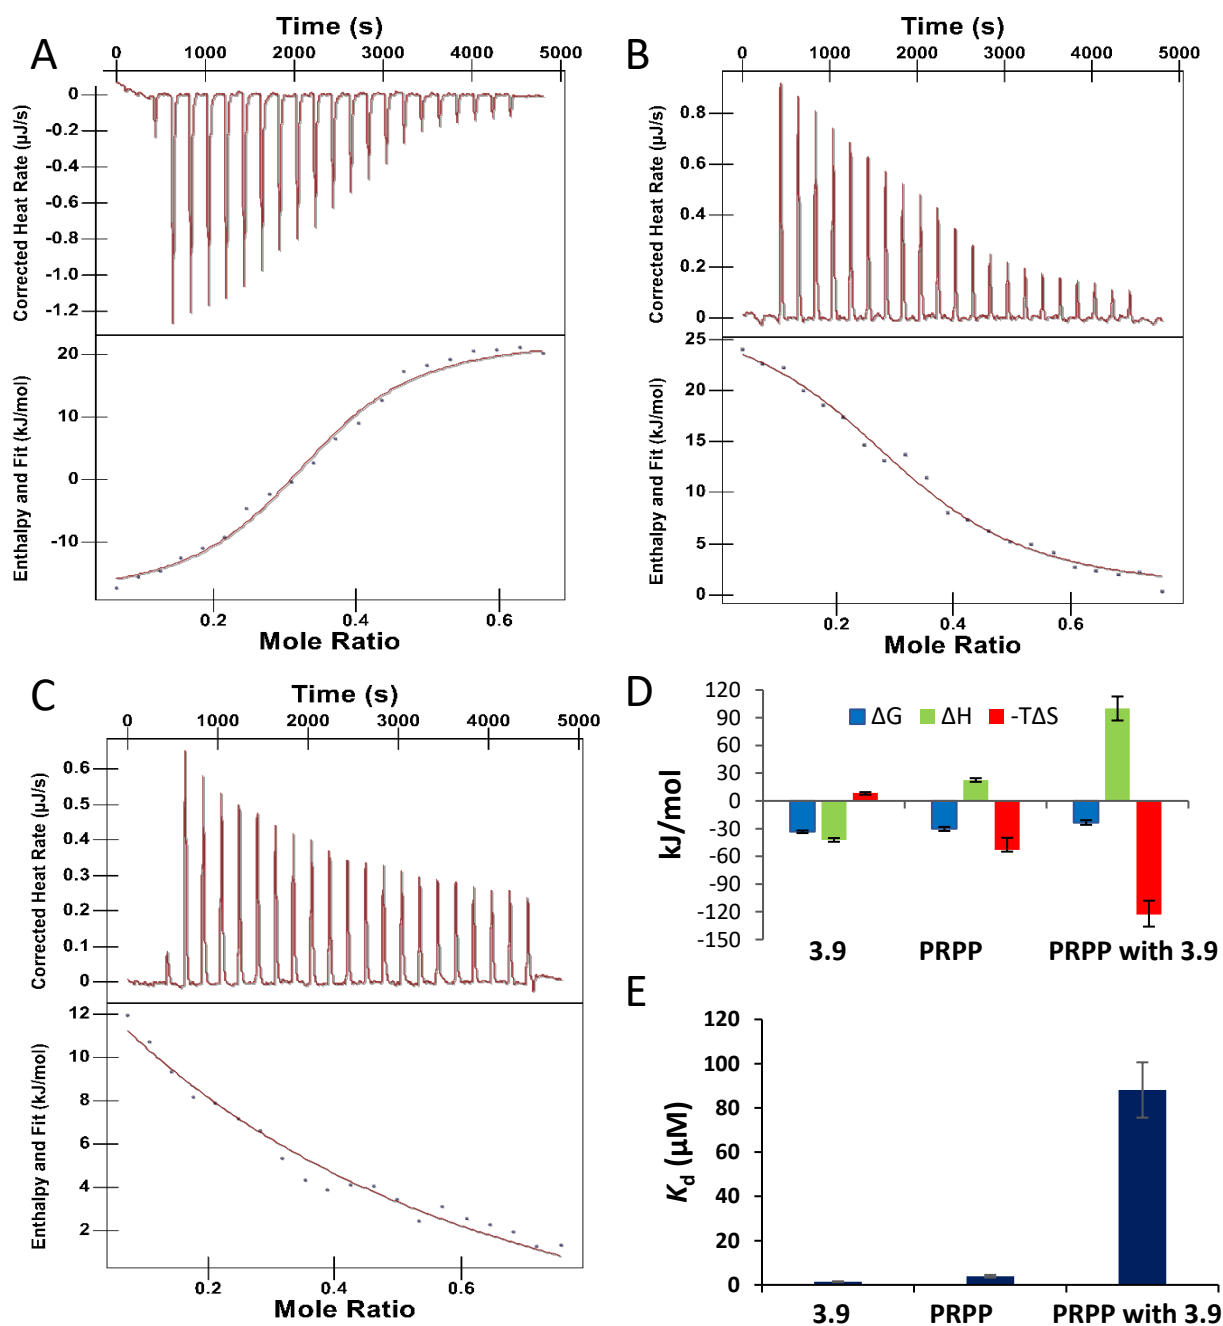 A
Time (s)
0 1000 2000 3000 4000 5000
Corrected Heat Rate (µJ/s)
0
-0.2
-0.4
-0.6
-0.8
-1.0
-1.2
Enthalpy and Fit (kJ/mol)
20
10
0
-10
0.2 0.4 0.6
Mole Ratio
B
Time (s)
0 1000 2000 3000 4000 5000
Corrected Heat Rate (µJ/s)
0.8
0.6
0.4
0.2
0
Enthalpy and Fit (kJ/mol)
25
20
15
10
5
0
0.2 0.4 0.6
Mole Ratio
C
Time (s)
0 1000 2000 3000 4000 5000
Corrected Heat Rate (µJ/s)
0.6
0.5
0.4
0.3
0.2
0.1
0
Enthalpy and Fit (kJ/mol)
12
10
8
6
4
2
0.2 0.4 0.6
Mole Ratio
D
ΔG ΔH -TΔS
kJ/mol
120
90
60
30
0
-30
-60
-90
-120
-150
3.9 PRPP PRPP with 3.9
E
Kd (µM)
120
100
80
60
40
20
0
3.9 PRPP PRPP with 3.9